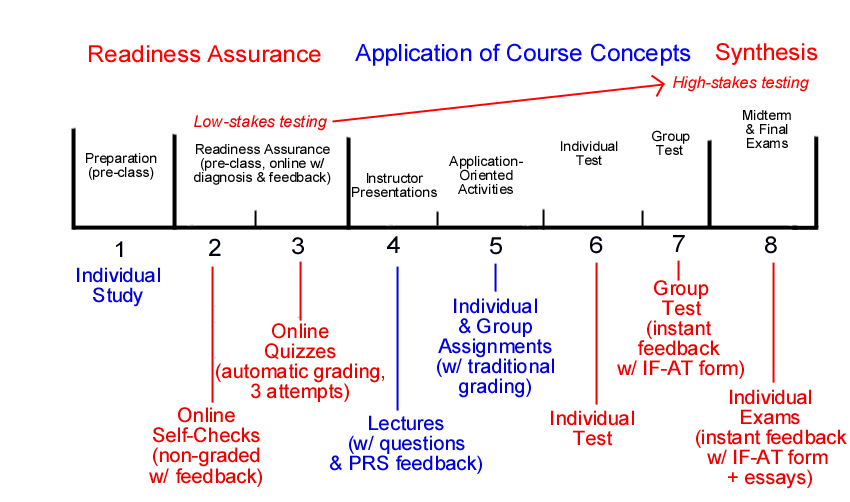 Readiness Assurance
Application of Course Concepts
Synthesis
Low-stakes testing
High-stakes testing
Preparation
(pre-class)
Readiness Assurance
(pre-class, online w/
diagnosis & feedback)
Instructor
Presentations
Application-
Oriented
Activities
Individual
Test
Group
Test
Midterm
& Final
Exams
1
2
3
4
5
6
7
8
Individual
Study
Online
Self-Checks
(non-graded
w/ feedback)
Online
Quizzes
(automatic grading,
3 attempts)
Lectures
(w/ questions
& PRS feedback)
Individual
& Group
Assignments
(w/ traditional
grading)
Individual
Test
Group
Test
(instant
feedback
w/ IF-AT form)
Individual
Exams
(instant feedback
w/ IF-AT form
+ essays)